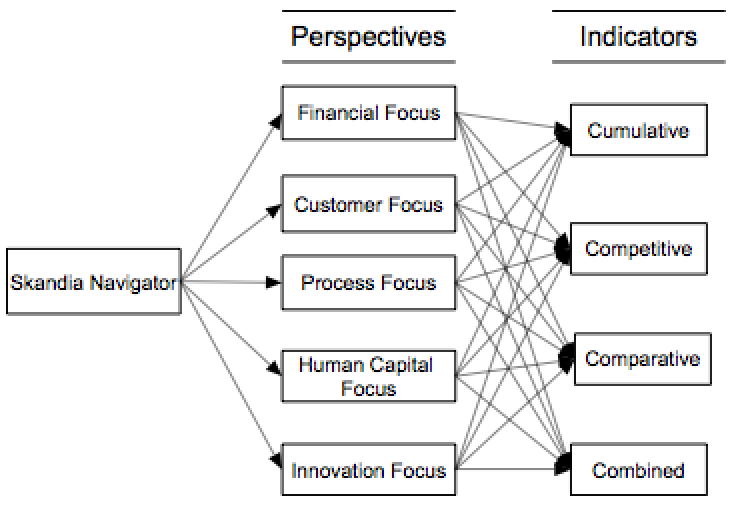 Perspectives
Indicators
Financial Focus
Cumulative
Customer Focus
Competitive
Skandia Navigator
Process Focus
Comparative
Human Capital
Focus
Innovation Focus
Combined